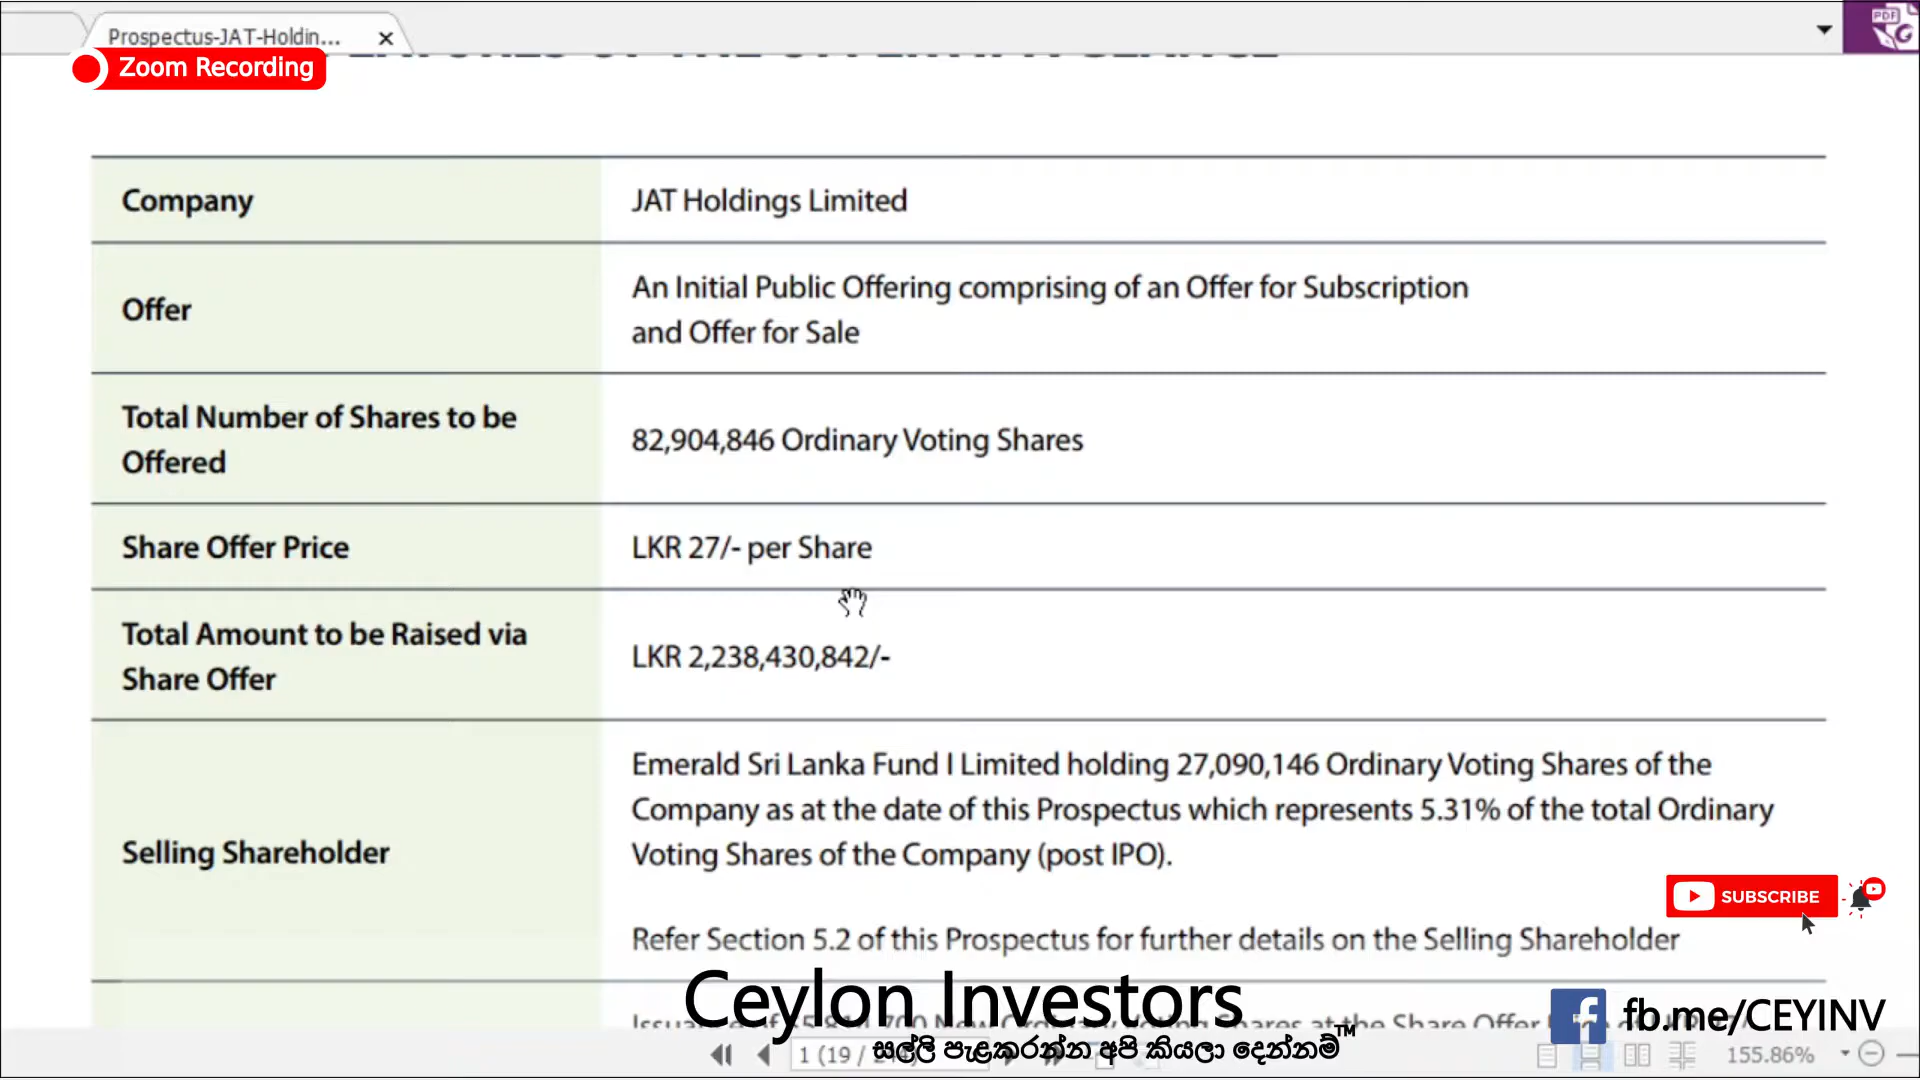 Prospectus-JAT-Holdin...
Zoom Recording
Company
JAT Holdings Limited
Offer
An Initial Public Offering comprising of an Offer for Subscription
and Offer for Sale
Total Number of Shares to be
Offered
82,904,846 Ordinary Voting Shares
Share Offer Price
LKR 27/- per Share
Total Amount to be Raised via
Share Offer
LKR 2,238,430,842/-
Selling Shareholder
Emerald Sri Lanka Fund I Limited holding 27,090,146 Ordinary Voting Shares of the
Company as at the date of this Prospectus which represents 5.31% of the total Ordinary
Voting Shares of the Company (post IPO).
Refer Section 5.2 of this Prospectus for further details on the Selling Shareholder
SUBSCRIBE
Ceylon Investors
සල්ලි පැළකරන්න අපි කියලා දෙන්නම් ™
fb.me/CEYINV
1 (19 /
155.86%
PDF